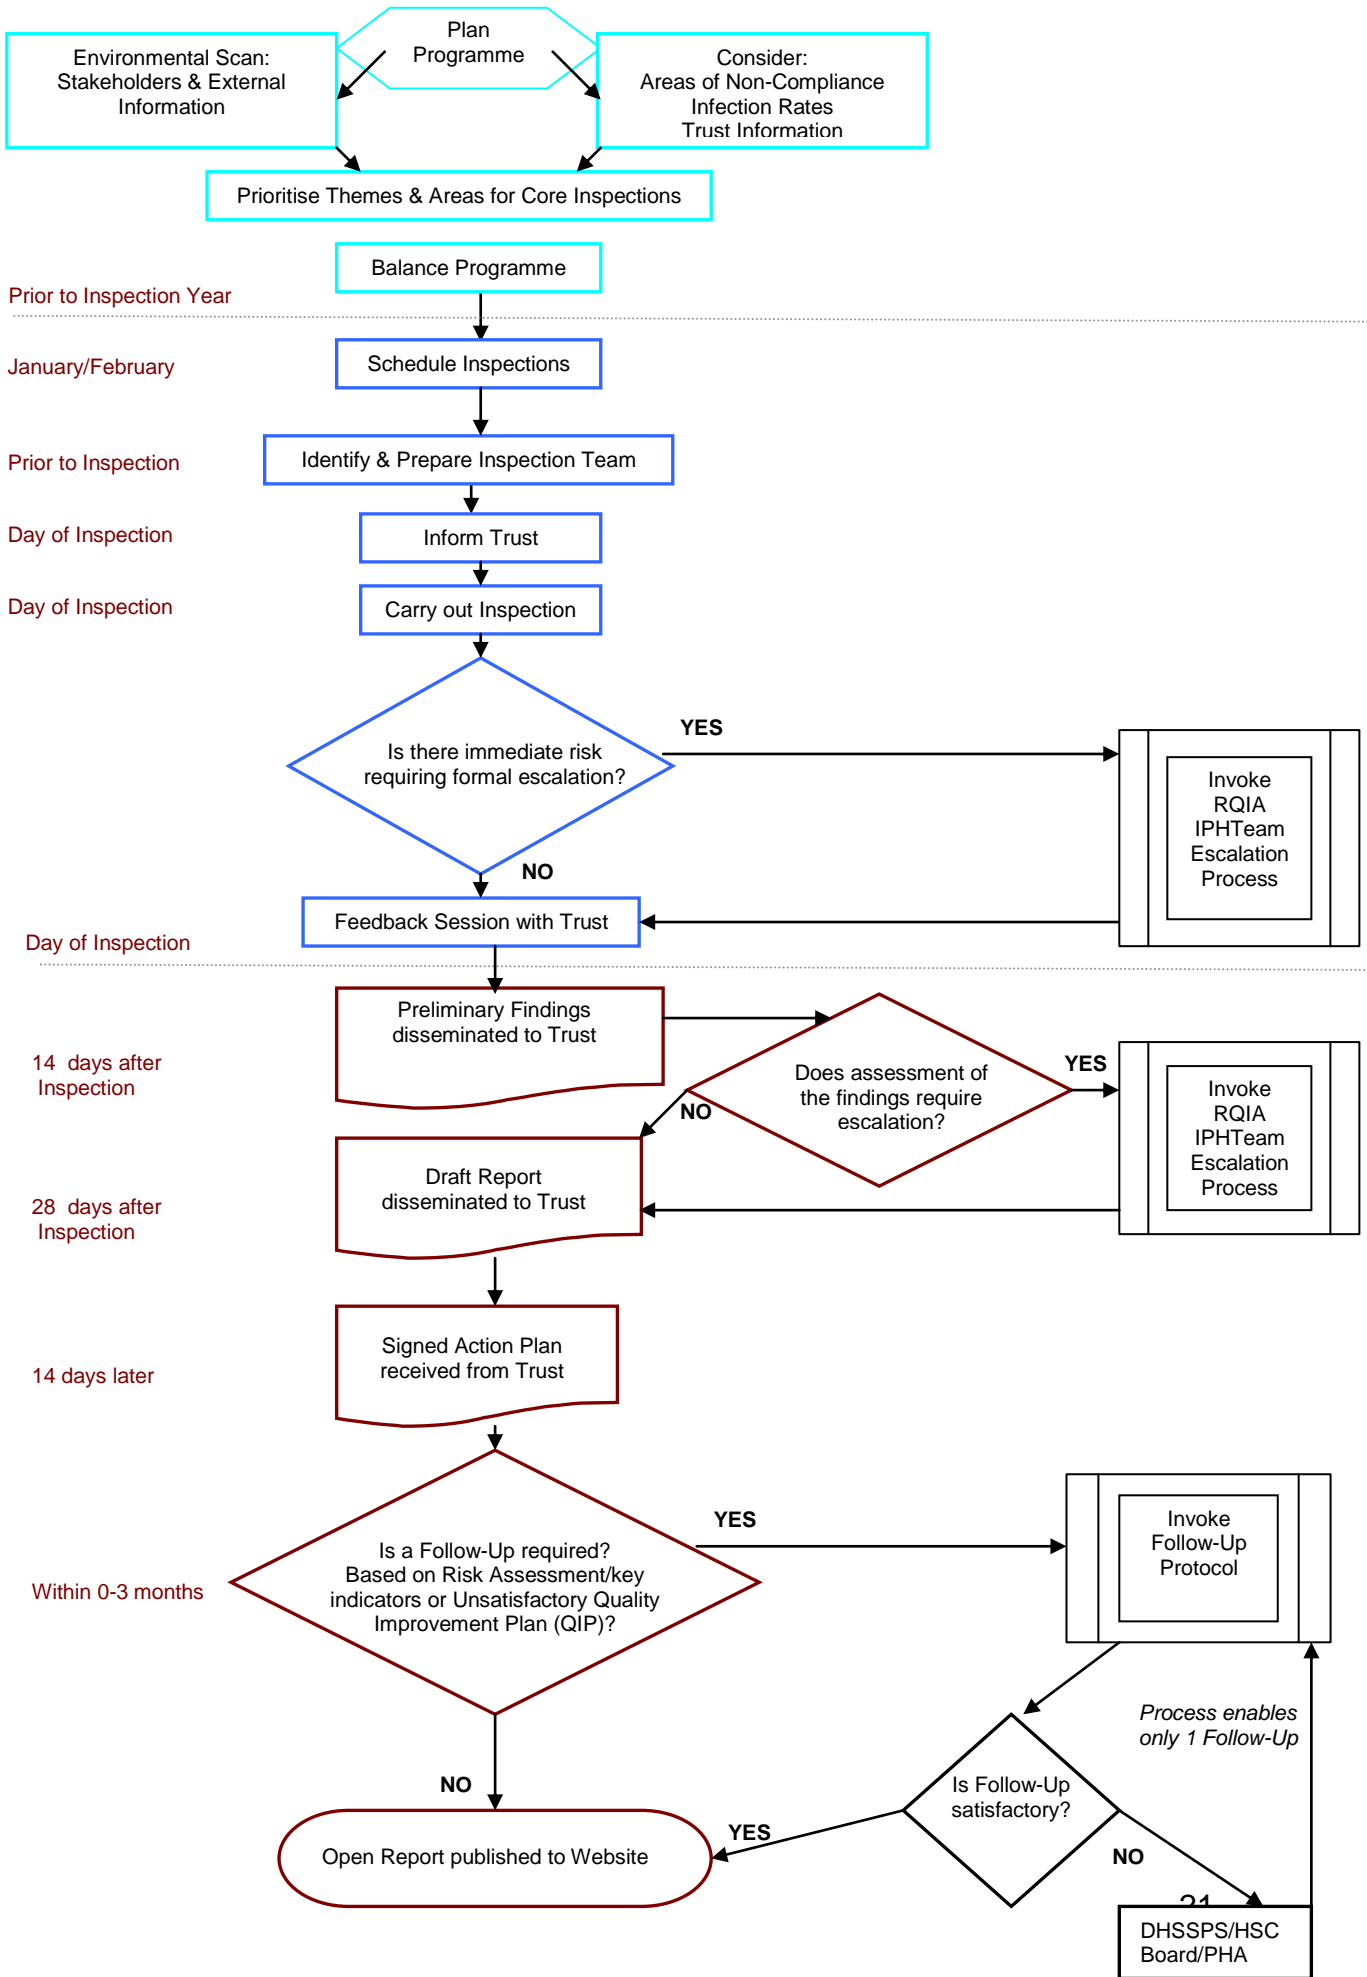 Plan
Programme
Environmental Scan:
Stakeholders & External
Information
Consider:
Areas of Non-Compliance
Infection Rates
Trust Information
Prioritise Themes & Areas for Core Inspections
Balance Programme
Prior to Inspection Year
January/February
Schedule Inspections
Prior to Inspection
Identify & Prepare Inspection Team
Day of Inspection
Inform Trust
Day of Inspection
Carry out Inspection
Is there immediate risk
requiring formal escalation?
YES
Invoke
RQIA
IPHTeam
Escalation
Process
NO
Feedback Session with Trust
Day of Inspection
Preliminary Findings
disseminated to Trust
14 days after
Inspection
Does assessment of
the findings require
escalation?
YES
NO
Invoke
RQIA
IPHTeam
Escalation
Process
Draft Report
disseminated to Trust
28 days after
Inspection
Signed Action Plan
received from Trust
14 days later
Is a Follow-Up required?
Based on Risk Assessment/key
indicators or Unsatisfactory Quality
Improvement Plan (QIP)?
Within 0-3 months
YES
Invoke
Follow-Up
Protocol
Process enables
only 1 Follow-Up
NO
Is Follow-Up
satisfactory?
YES
NO
Open Report published to Website
DHSSPS/HSC
Board/PHA